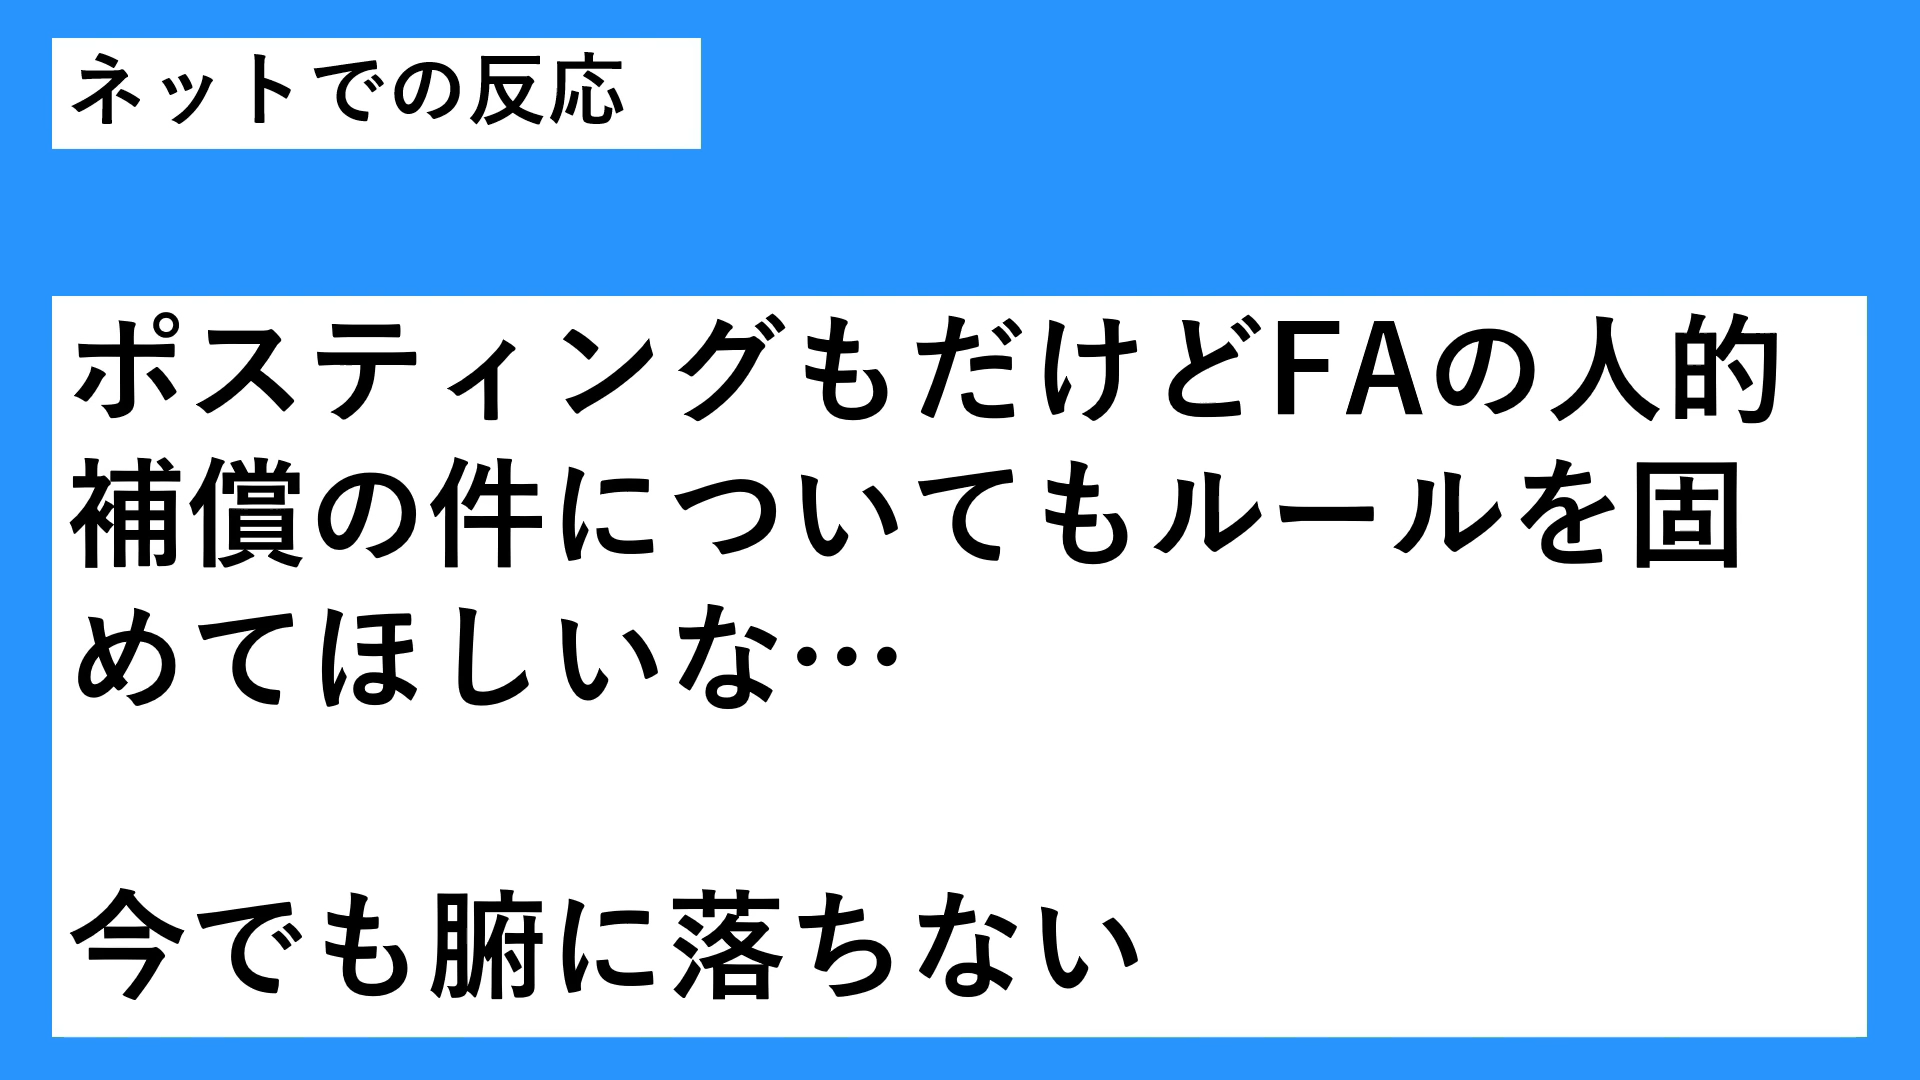 ネットでの反応
ポスティングもだけどFAの人的
補償の件についてもルールを固
めてほしいな…
今でも腑に落ちない